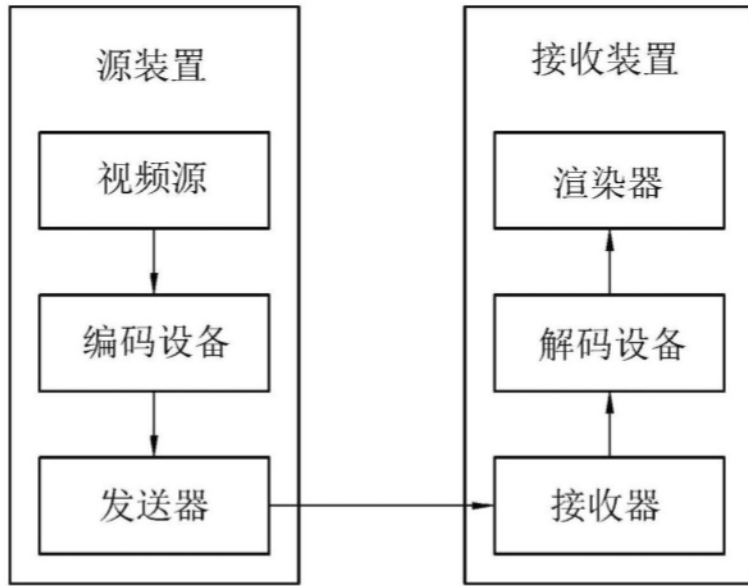 源装置
视频源
编码设备
发送器
接收装置
渲染器
解码设备
接收器